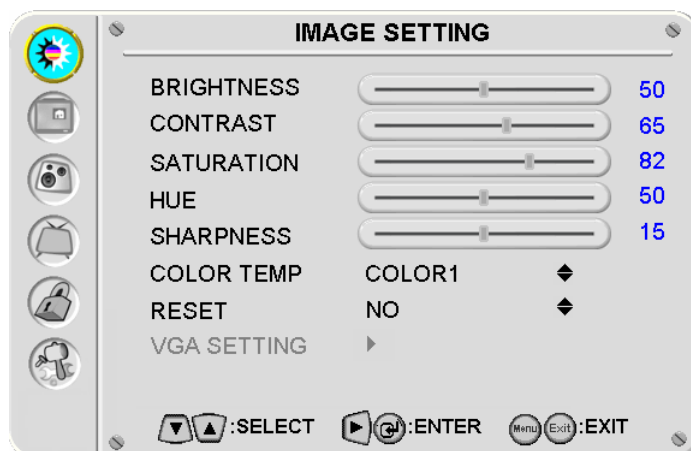 IMAGE SETTING
BRIGHTNESS 50
CONTRAST 65
SATURATION 82
HUE 50
SHARPNESS 15
COLOR TEMP COLOR1
RESET NO
VGA SETTING
:SELECT :ENTER Menu Exit :EXIT